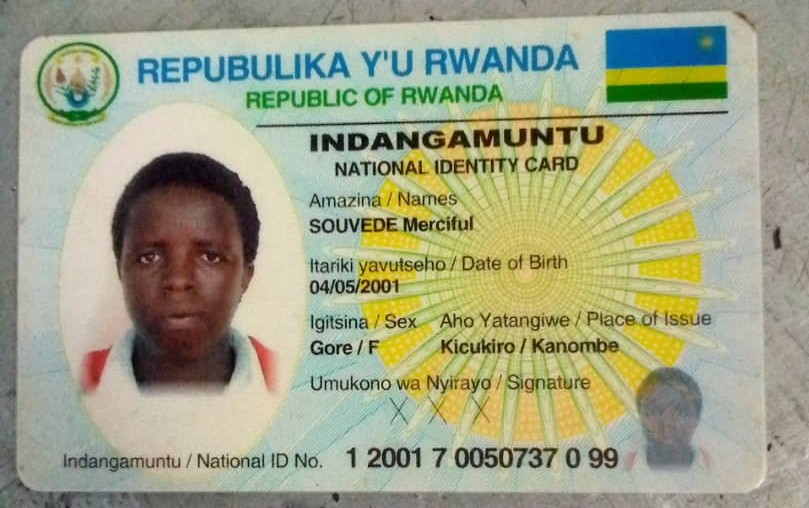 REPUBULIKA Y'U RWANDA
REPUBLIC OF RWANDA
INDANGAMUNTU
NATIONAL IDENTITY CARD
Amazina / Names
SOUVEDE Merciful
Itariki yavutseho / Date of Birth
04/05/2001
Igitsina / Sex Aho Yatangiwe / Place of Issue
Gore / F Kicukiro / Kanombe
Umukono wa Nyirayo / Signature
X X X
Indangamuntu / National ID No. 1 2001 7 0050737 0 99